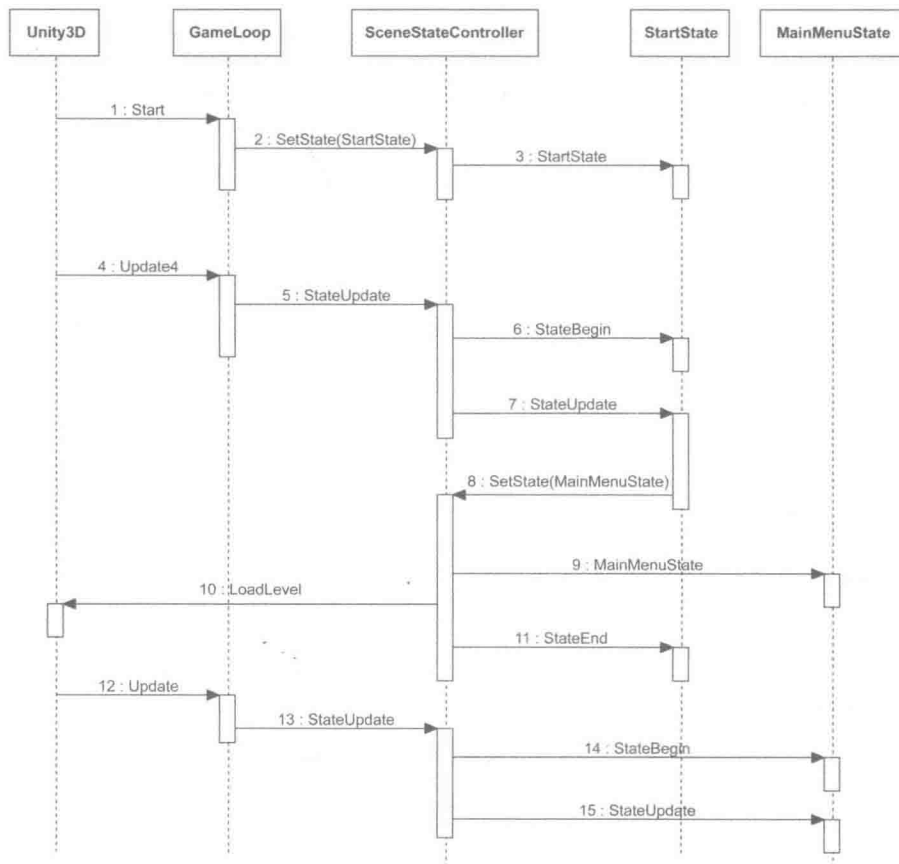 Unity3D
GameLoop
SceneStateController
StartState
MainMenuState
1 : Start
2 : SetState(StartState)
3 : StartState
4 : Update4
5 : StateUpdate
6 : StateBegin
7 : StateUpdate
8 : SetState(MainMenuState)
9 : MainMenuState
10 : LoadLevel
11 : StateEnd
12 : Update
13 : StateUpdate
14 : StateBegin
15 : StateUpdate